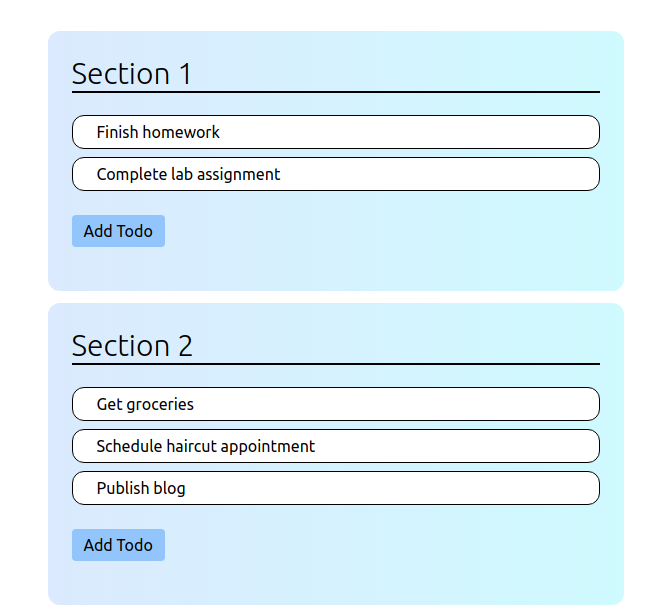 Section 1
Finish homework
Complete lab assignment
Add Todo
Section 2
Get groceries
Schedule haircut appointment
Publish blog
Add Todo